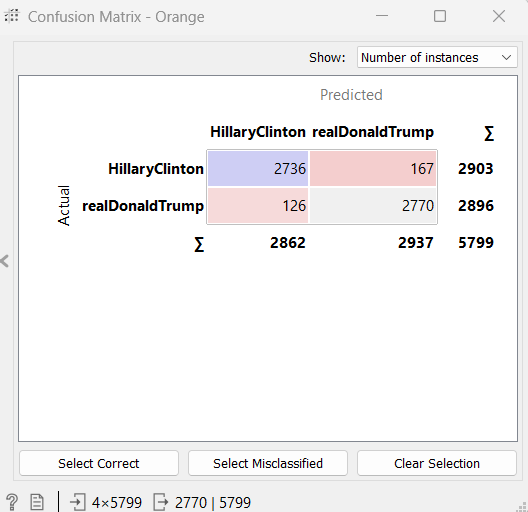 Confusion Matrix - Orange
Show: Number of instances
Predicted
HillaryClinton realDonaldTrump ∑
HillaryClinton 2736 167 2903
Actual
realDonaldTrump 126 2770 2896
∑ 2862 2937 5799
Select Correct Select Misclassified Clear Selection
? 4×5799 2770 | 5799